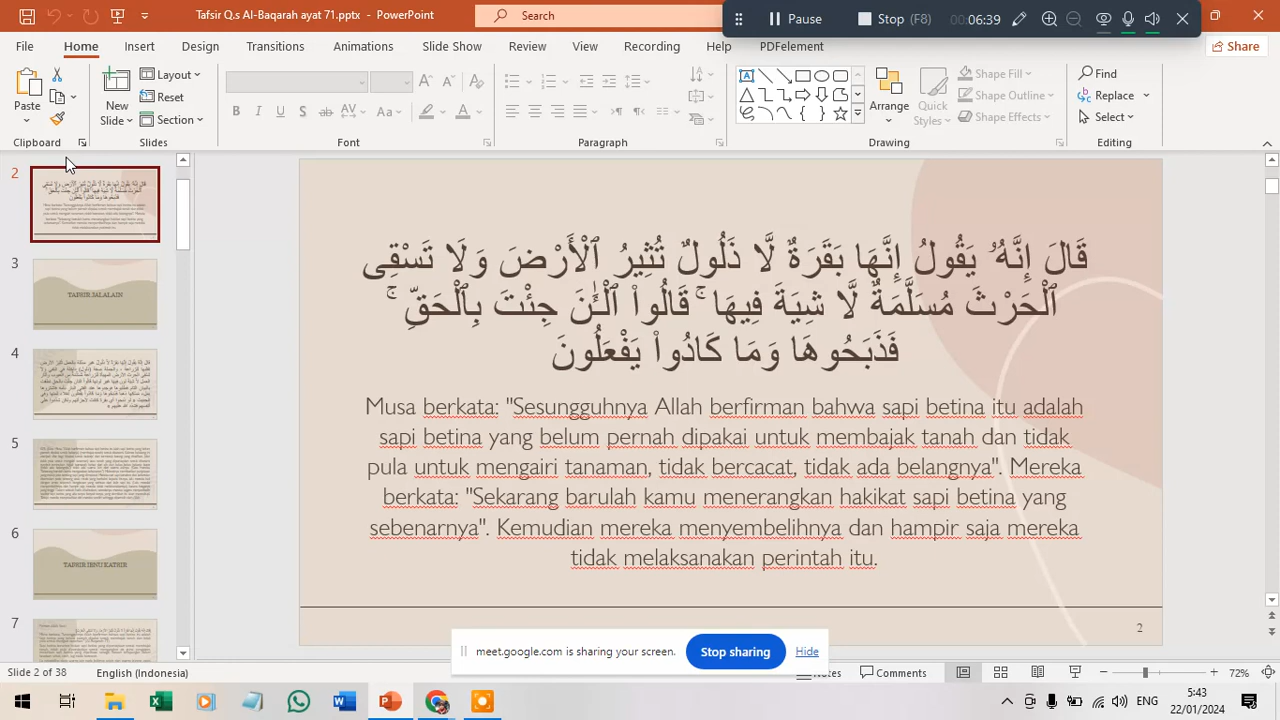 Tafsir Q.s Al-Baqarah ayat 71.pptx - PowerPoint
Search
Pause
Stop (F8)
00:06:39
File
Home
Insert
Design
Transitions
Animations
Slide Show
Review
View
Recording
Help
PDFelement
Share
Paste
New
Slide
Layout
Reset
Section
Aa
Arrange
Quick
Styles
Shape Fill
Shape Outline
Shape Effects
Find
Replace
Select
Clipboard
Slides
Font
Paragraph
Drawing
Editing
2
3
TAFSIR JALALAIN
4
5
6
TAFSIR IBNU KATSIR
7
قَالَ إِنَّهُۥ يَقُولُ إِنَّهَا بَقَرَةٌ لَّا ذَلُولٌ تُثِيرُ ٱلْأَرْضَ وَلَا تَسْقِى
ٱلْحَرْثَ مُسَلَّمَةٌ لَّا شِيَةَ فِيهَا ۚ قَالُوا۟ ٱلْـَٰٔنَ جِئْتَ بِٱلْحَقِّ ۚ
فَذَبَحُوهَا وَمَا كَادُوا۟ يَفْعَلُونَ
Musa berkata: "Sesungguhnya Allah berfirman bahwa sapi betina itu adalah
sapi betina yang belum pernah dipakai untuk membajak tanah dan tidak
pula untuk mengairi tanaman, tidak bercacat, tidak ada belangnya". Mereka
berkata: "Sekarang barulah kamu menerangkan hakikat sapi betina yang
sebenarnya". Kemudian mereka menyembelihnya dan hampir saja mereka
tidak melaksanakan perintah itu.
2
meet.google.com is sharing your screen.
Stop sharing
Hide
Slide 2 of 38
English (Indonesia)
Notes
Comments
72%
ENG
5:43
22/01/2024